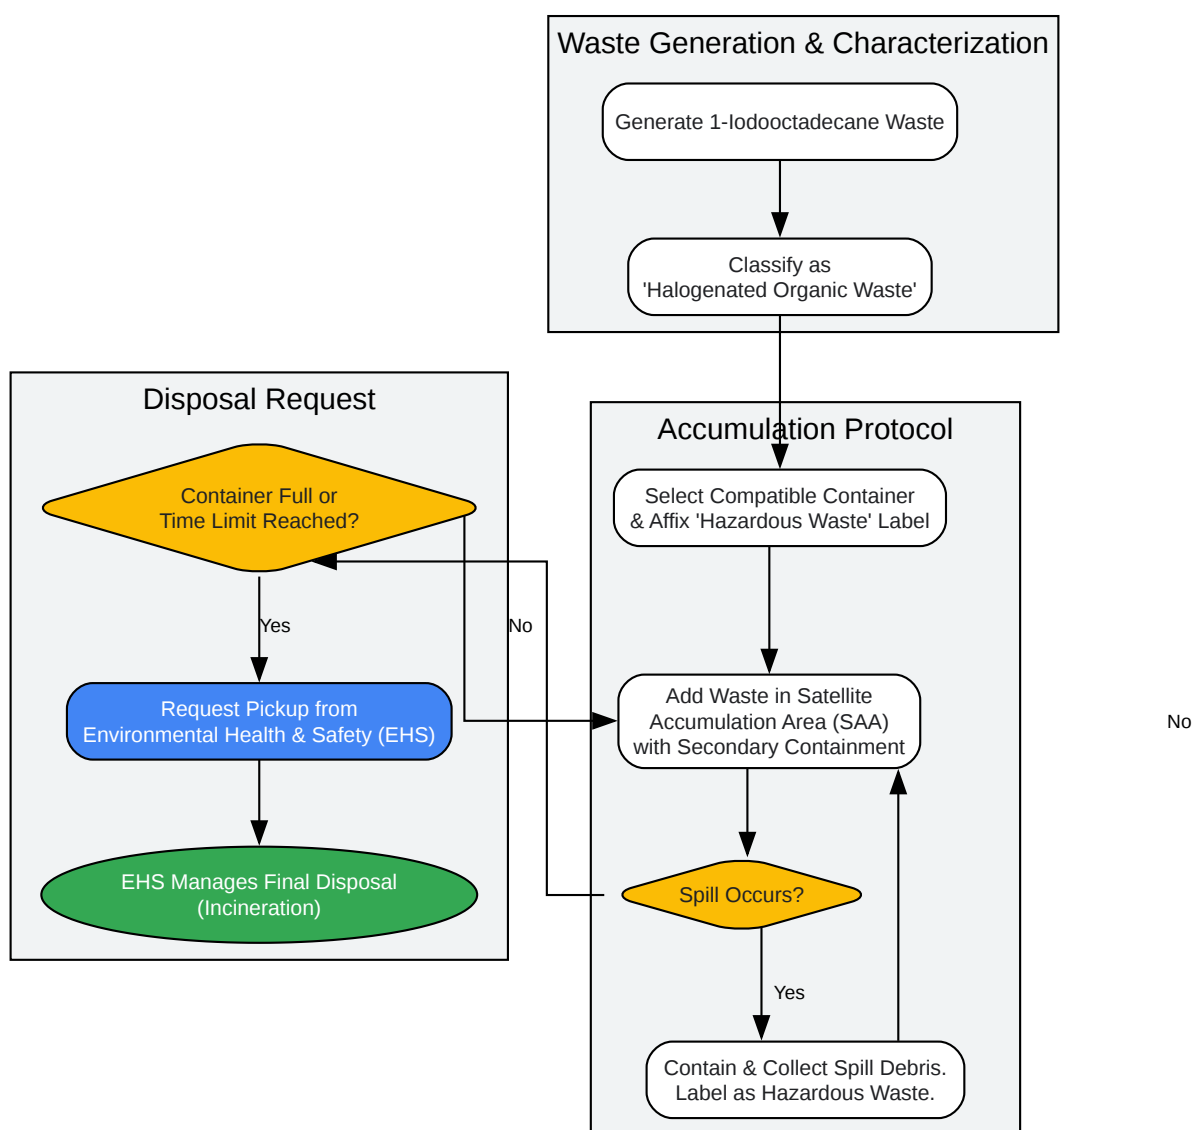 Waste Generation & Characterization
Generate 1-Iodooctadecane Waste
Classify as
'Halogenated Organic Waste'
Disposal Request
Container Full or
Time Limit Reached?
Yes
No
Request Pickup from
Environmental Health & Safety (EHS)
EHS Manages Final Disposal
(Incineration)
Accumulation Protocol
Select Compatible Container
& Affix 'Hazardous Waste' Label
Add Waste in Satellite
Accumulation Area (SAA)
with Secondary Containment
No
Spill Occurs?
Yes
Contain & Collect Spill Debris.
Label as Hazardous Waste.